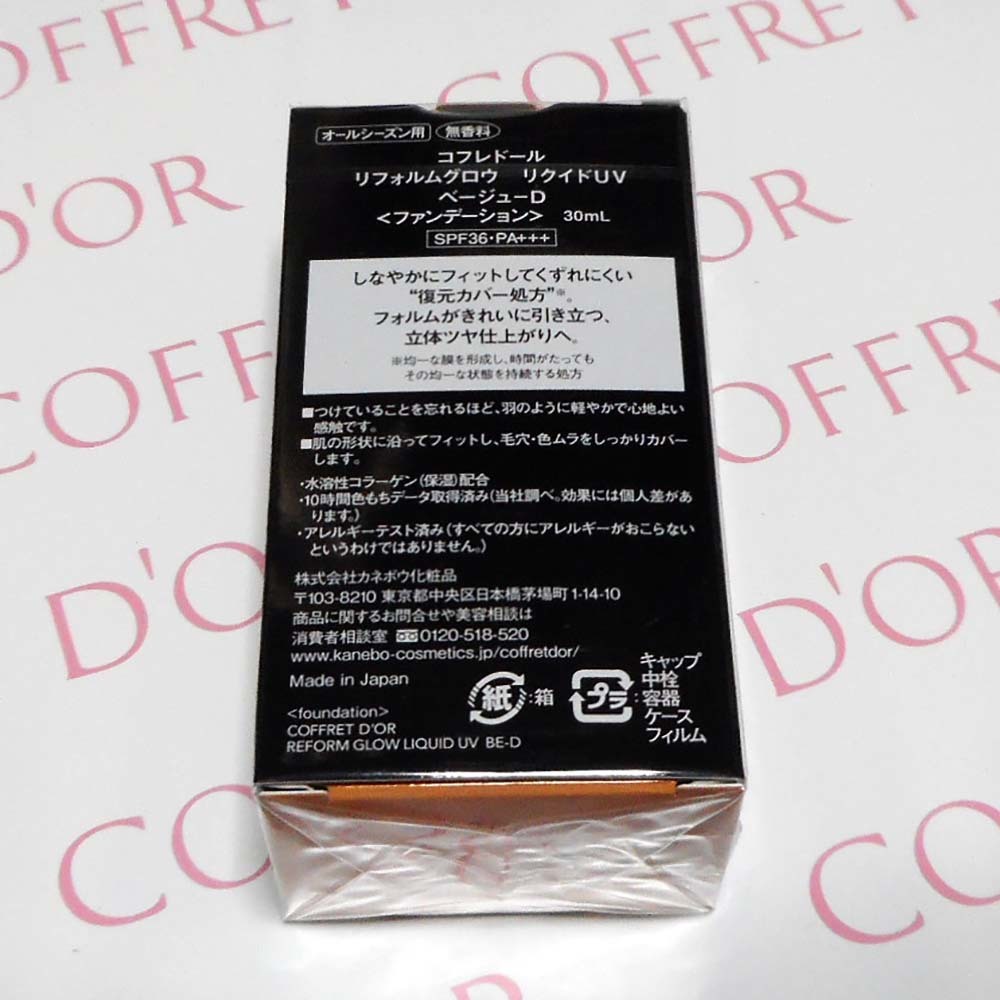 COFFRET D'OR
オールシーズン用 無香料
コフレドール
リフォルムグロウ リクイドUV
ベージュ-D
<ファンデーション> 30mL
SPF36・PA+++
しなやかにフィットしてくずれにくい
“復元カバー処方”※。
フォルムがきれいに引き立つ、
立体ツヤ仕上がりへ。
※均一な膜を形成し、時間がたっても
その均一な状態を持続する処方
■つけていることを忘れるほど、羽のように軽やかで心地よい
感触です。
■肌の形状に沿ってフィットし、毛穴・色ムラをしっかりカバー
します。
・水溶性コラーゲン(保湿)配合
・10時間色もちデータ取得済み(当社調べ。効果には個人差があ
ります。)
・アレルギーテスト済み(すべての方にアレルギーがおこらない
というわけではありません。)
株式会社カネボウ化粧品
〒103-8210 東京都中央区日本橋茅場町1-14-10
商品に関するお問合せや美容相談は
消費者相談室 0120-518-520
www.kanebo-cosmetics.jp/coffretdor/
Made in Japan
紙:箱
プラ:
キャップ
中栓
容器
ケース
フィルム
<foundation>
COFFRET D'OR
REFORM GLOW LIQUID UV BE-D
D'OR
COFFRET
D'OR
COFFRET D'OR
COFFRET
D'OR
COFFRET